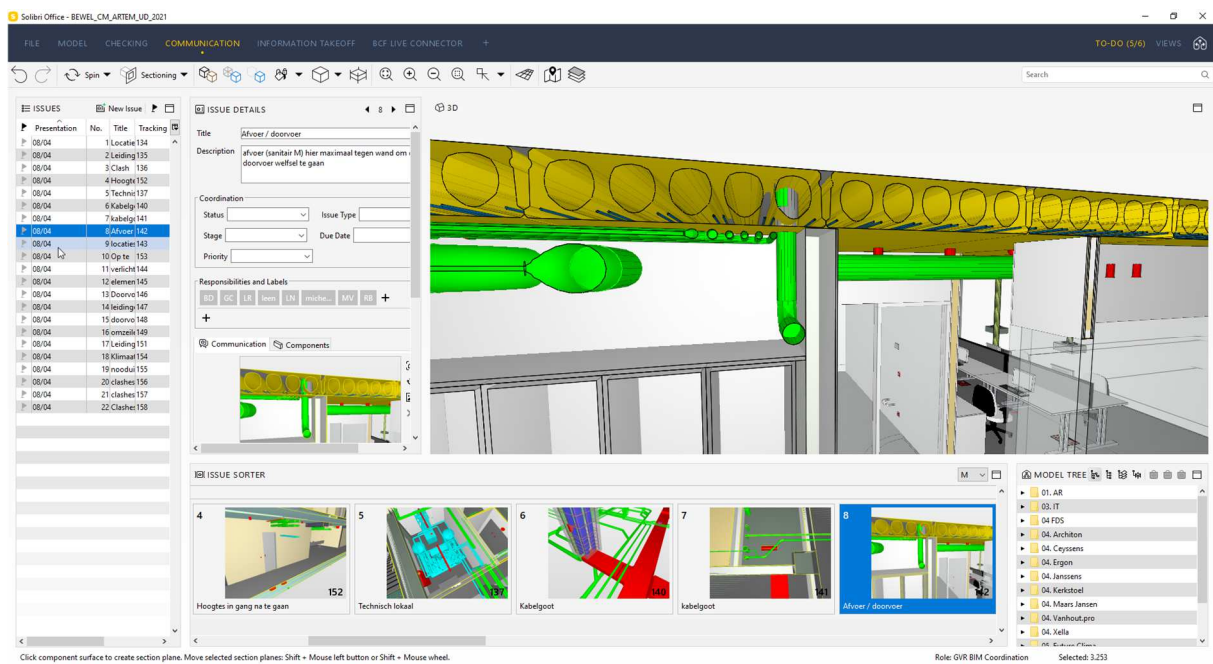 Solibri Office - BEWEL_CM_ARTEM_UD_2021
FILE MODEL CHECKING COMMUNICATION INFORMATION TAKEOFF BCF LIVE CONNECTOR +
TO-DO (5/6) VIEWS
Spin Sectioning
Search
ISSUES New Issue
Presentation No. Title Tracking
08/04 1 Locatie 134
08/04 2 Leiding 135
08/04 3 Clash 136
08/04 4 Hoogte 152
08/04 5 Technis 137
08/04 6 Kabelgo 140
08/04 7 kabelgo 141
08/04 8 Afvoer 142
08/04 9 locaties 143
08/04 10 Op te 153
08/04 11 verlicht 144
08/04 12 elemen 145
08/04 13 Doorvo 146
08/04 14 leiding 147
08/04 15 doorvo 148
08/04 16 omzeile 149
08/04 17 Leiding 151
08/04 18 Klimaat 154
08/04 19 noodui 155
08/04 20 clashes 156
08/04 21 clashes 157
08/04 22 Clashe 158
ISSUE DETAILS 8
Title Afvoer / doorvoer
Description afvoer (sanitair M) hier maximaal tegen wand om
doorvoer welfsel te gaan
Coordination
Status Issue Type
Stage Due Date
Priority
Responsibilities and Labels
BD GC LR leen LN miche... MV RB +
+
Communication Components
3D
ISSUE SORTER M
4 152
Hoogtes in gang na te gaan
5 137
Technisch lokaal
6 140
Kabelgoot
7 141
kabelgoot
8 142
Afvoer / doorvoer
MODEL TREE
01. AR
03. IT
04 FDS
04. Architon
04. Ceyssens
04. Ergon
04. Janssens
04. Kerkstoel
04. Maars Jansen
04. Vanhout.pro
04. Xella
05. Future Clima
Click component surface to create section plane. Move selected section planes: Shift + Mouse left button or Shift + Mouse wheel.
Role: GVR BIM Coordination Selected: 3.253